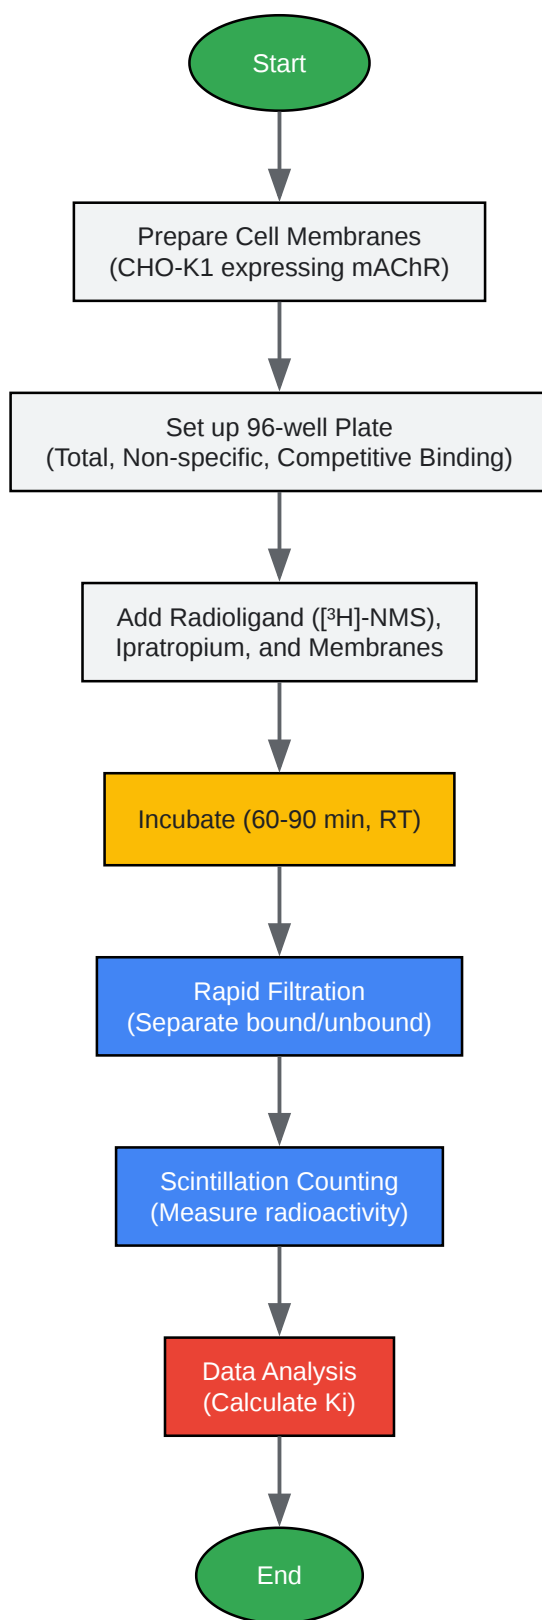 Start
Prepare Cell Membranes
(CHO-K1 expressing mAChR)
Set up 96-well Plate
(Total, Non-specific, Competitive Binding)
Add Radioligand ([³H]-NMS),
Ipratropium, and Membranes
Incubate (60-90 min, RT)
Rapid Filtration
(Separate bound/unbound)
Scintillation Counting
(Measure radioactivity)
Data Analysis
(Calculate Ki)
End